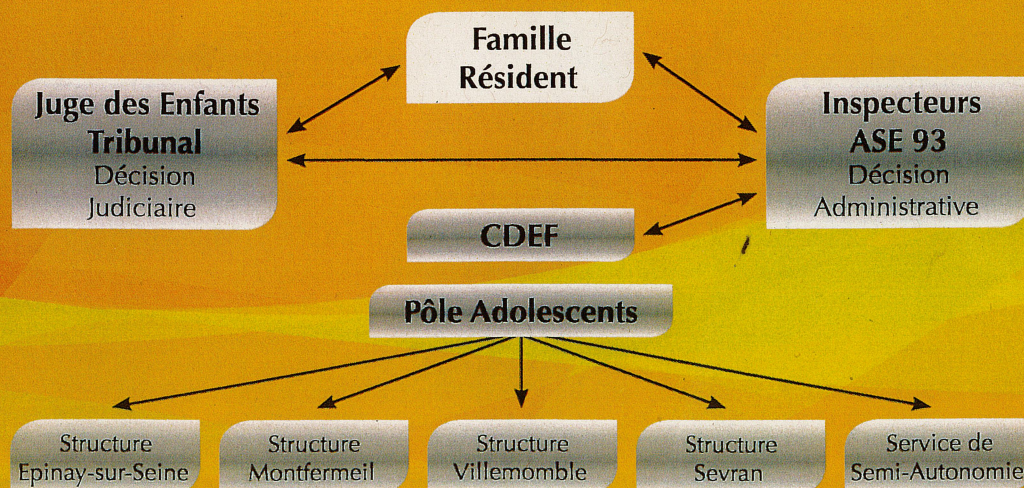 Famille
Résident
Juge des Enfants
Tribunal
Décision
Judiciaire
Inspecteurs
ASE 93
Décision
Administrative
CDEF
Pôle Adolescents
Structure
Epinay-sur-Seine
Structure
Montfermeil
Structure
Villemomble
Structure
Sevran
Service de
Semi-Autonomie